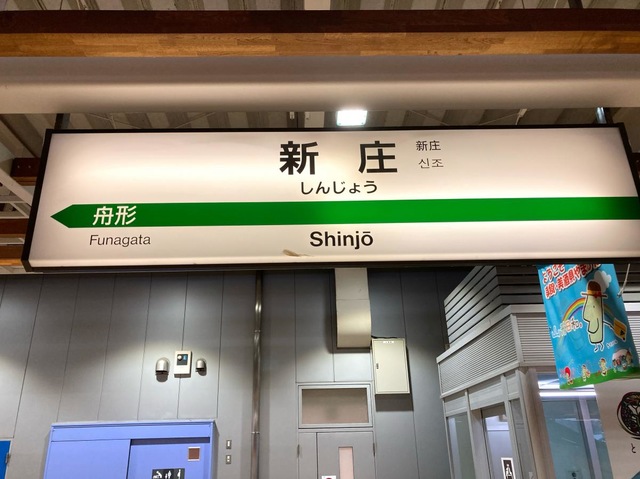 新庄
新庄
신조
しんじょう
舟形
Funagata
Shinjō